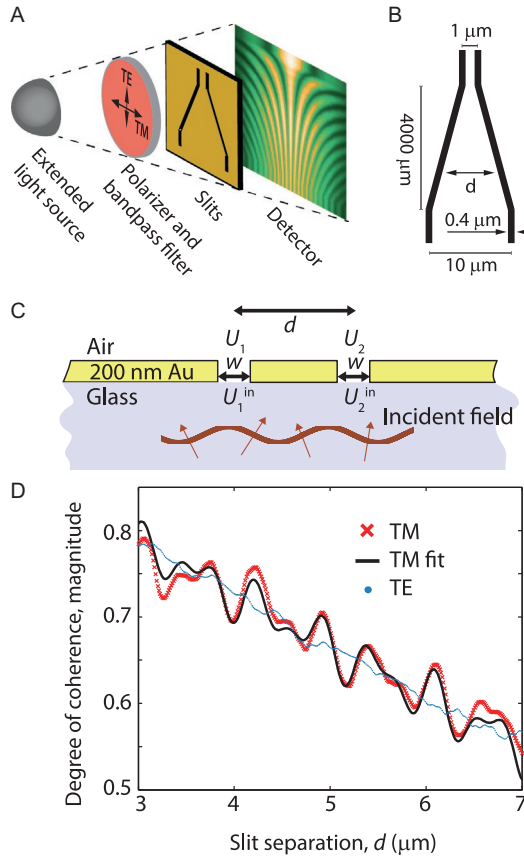 A
TE
TM
Extended
light source
Polarizer and
bandpass filter
Slits
Detector
B
1 μm
4000 μm
d
0.4 μm
10 μm
C
d
Air
U1
U2
w
w
200 nm Au
Glass
U1in
U2in
Incident field
D
Degree of coherence, magnitude
0.8
0.7
0.6
0.5
TM
TM fit
TE
3
4
5
6
7
Slit separation, d (μm)